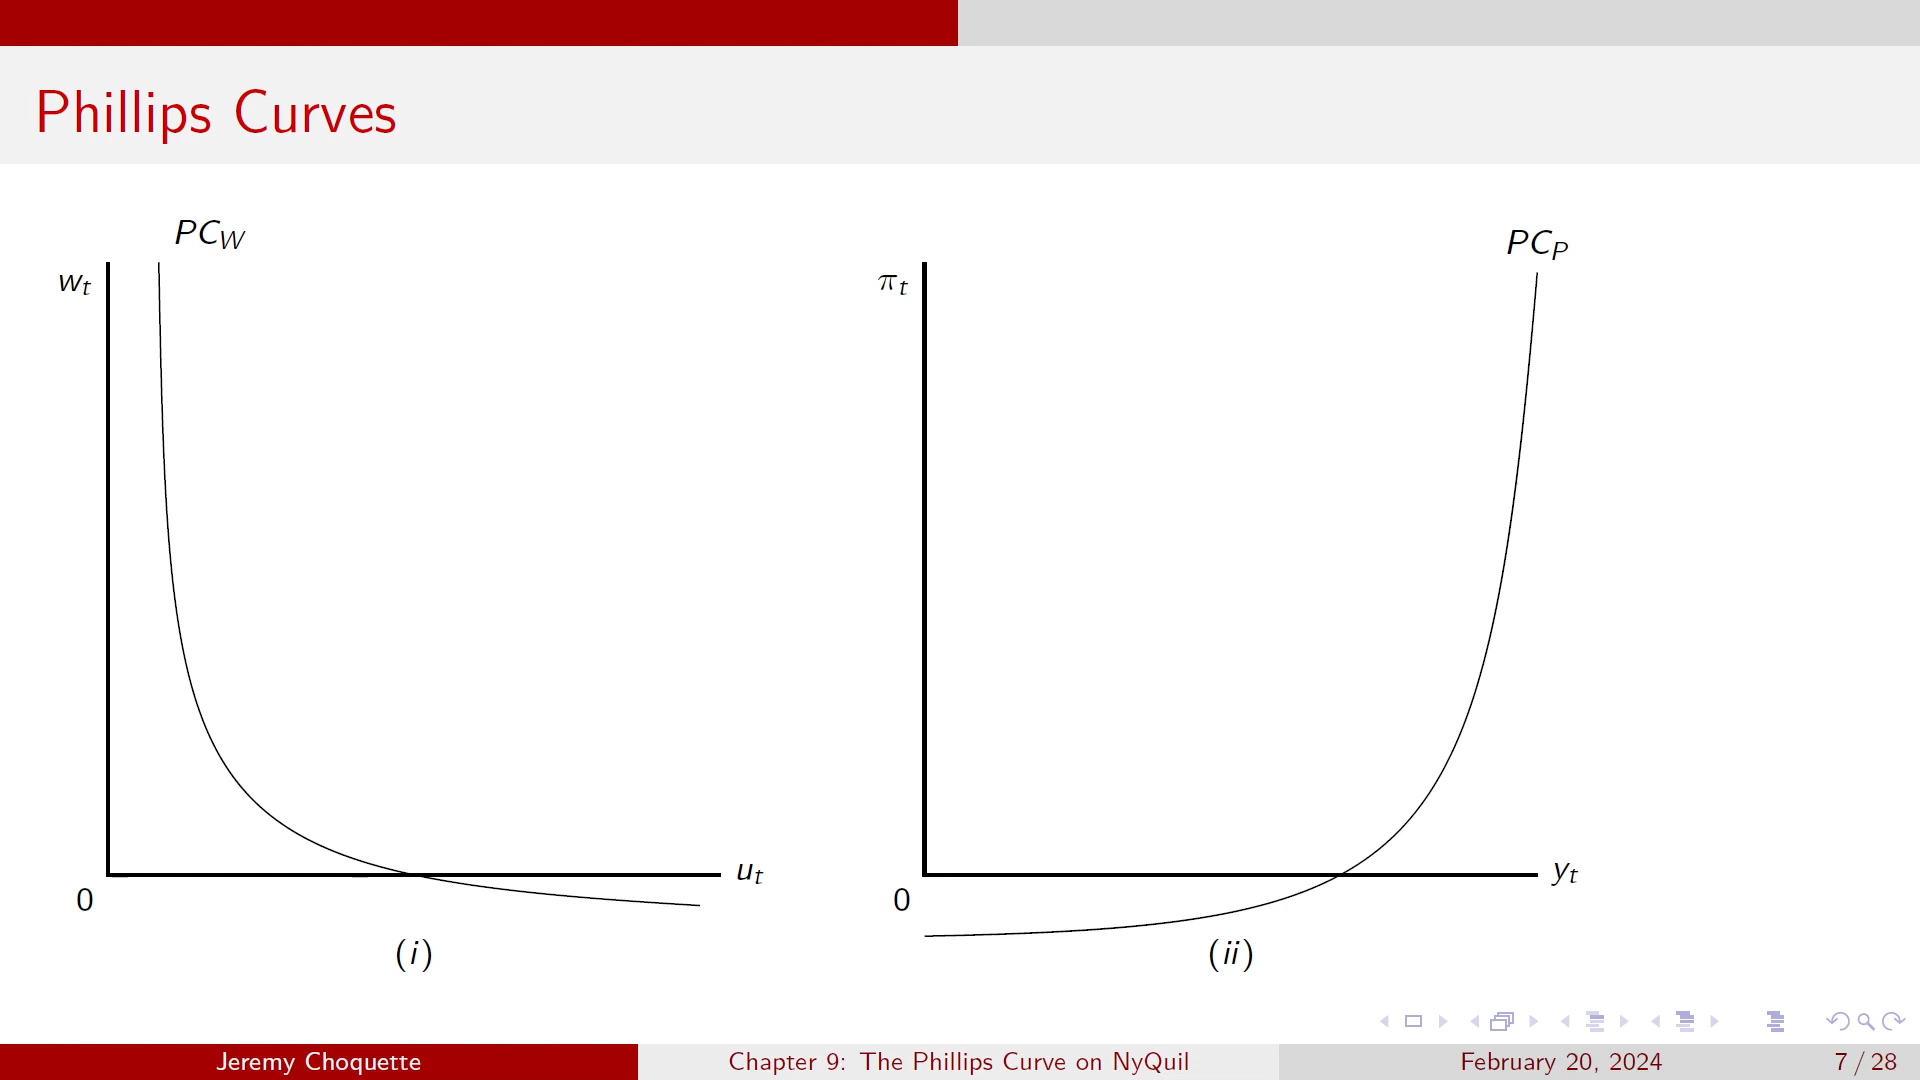 Phillips Curves
PC_W
w_t
u_t
0
(i)
PC_P
π_t
y_t
0
(ii)
Jeremy Choquette
Chapter 9: The Phillips Curve on NyQuil
February 20, 2024
7 / 28